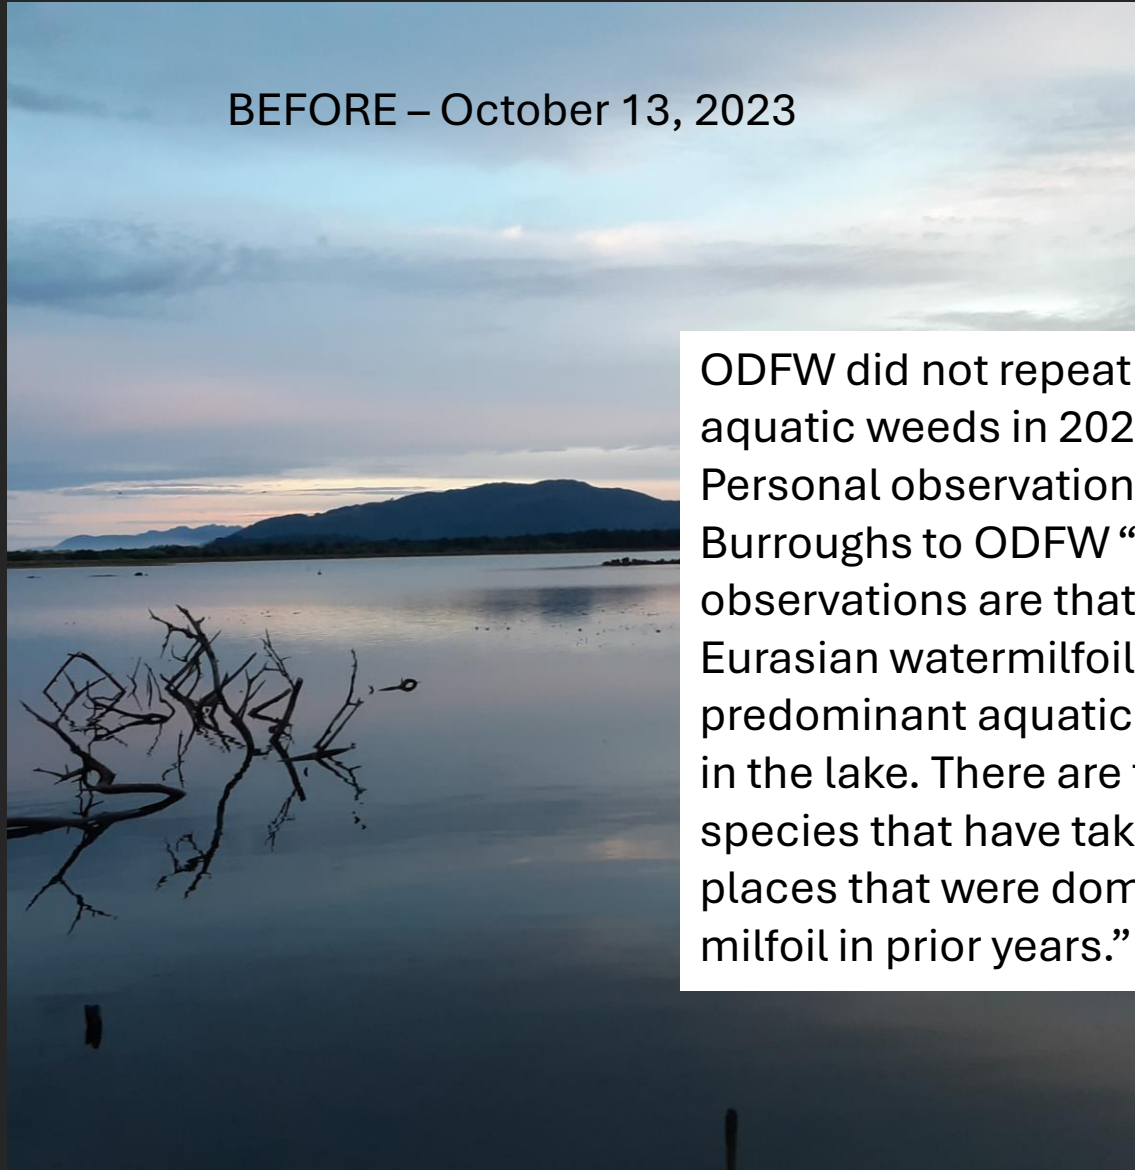 BEFORE – October 13, 2023
ODFW did not repeat
aquatic weeds in 202
Personal observation
Burroughs to ODFW “
observations are that
Eurasian watermilfoil
predominant aquatic
in the lake. There are
species that have tak
places that were dom
milfoil in prior years.”